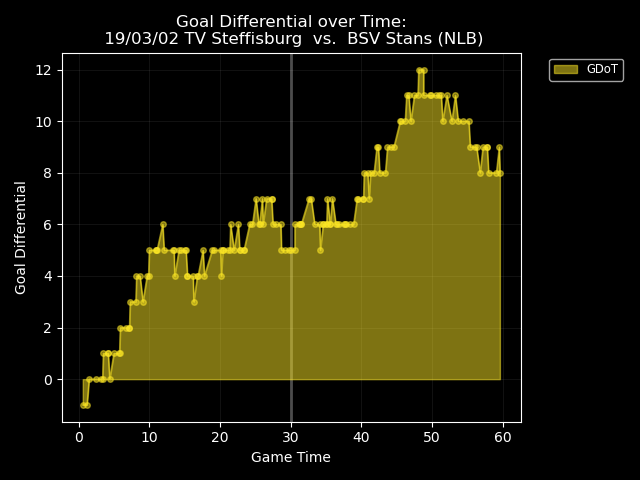 Goal Differential over Time:
19/03/02 TV Steffisburg vs. BSV Stans (NLB)
GDoT
Goal Differential
12
10
8
6
4
2
0
0 10 20 30 40 50 60
Game Time